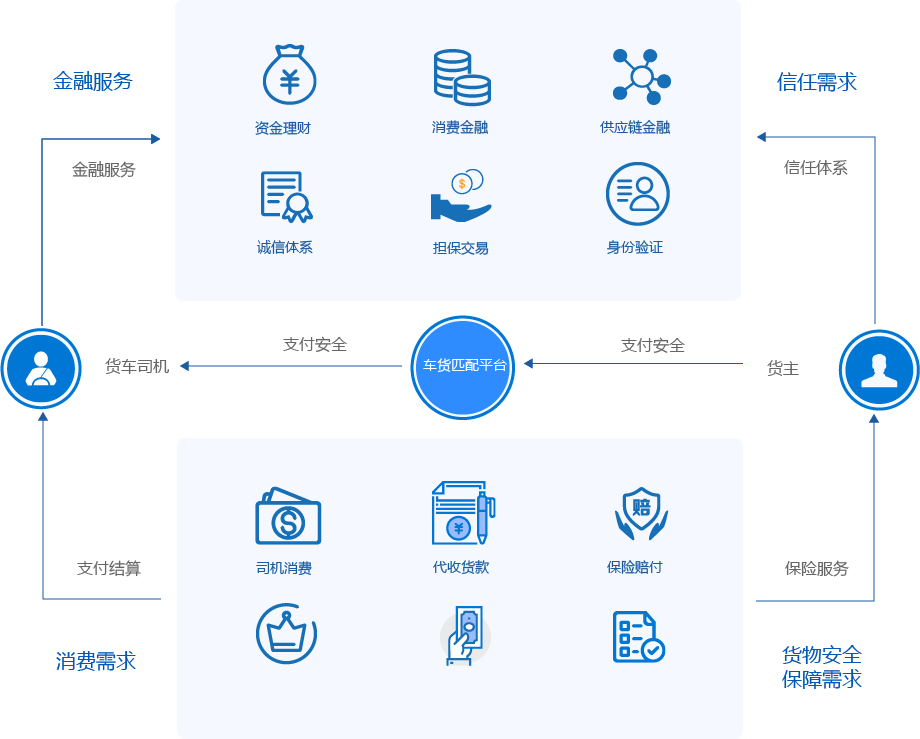 金融服务
信任需求
资金理财
消费金融
供应链金融
金融服务
信任体系
诚信体系
担保交易
身份验证
货车司机
支付安全
车货匹配平台
支付安全
货主
司机消费
代收货款
赔
保险赔付
支付结算
保险服务
消费需求
货物安全
保障需求